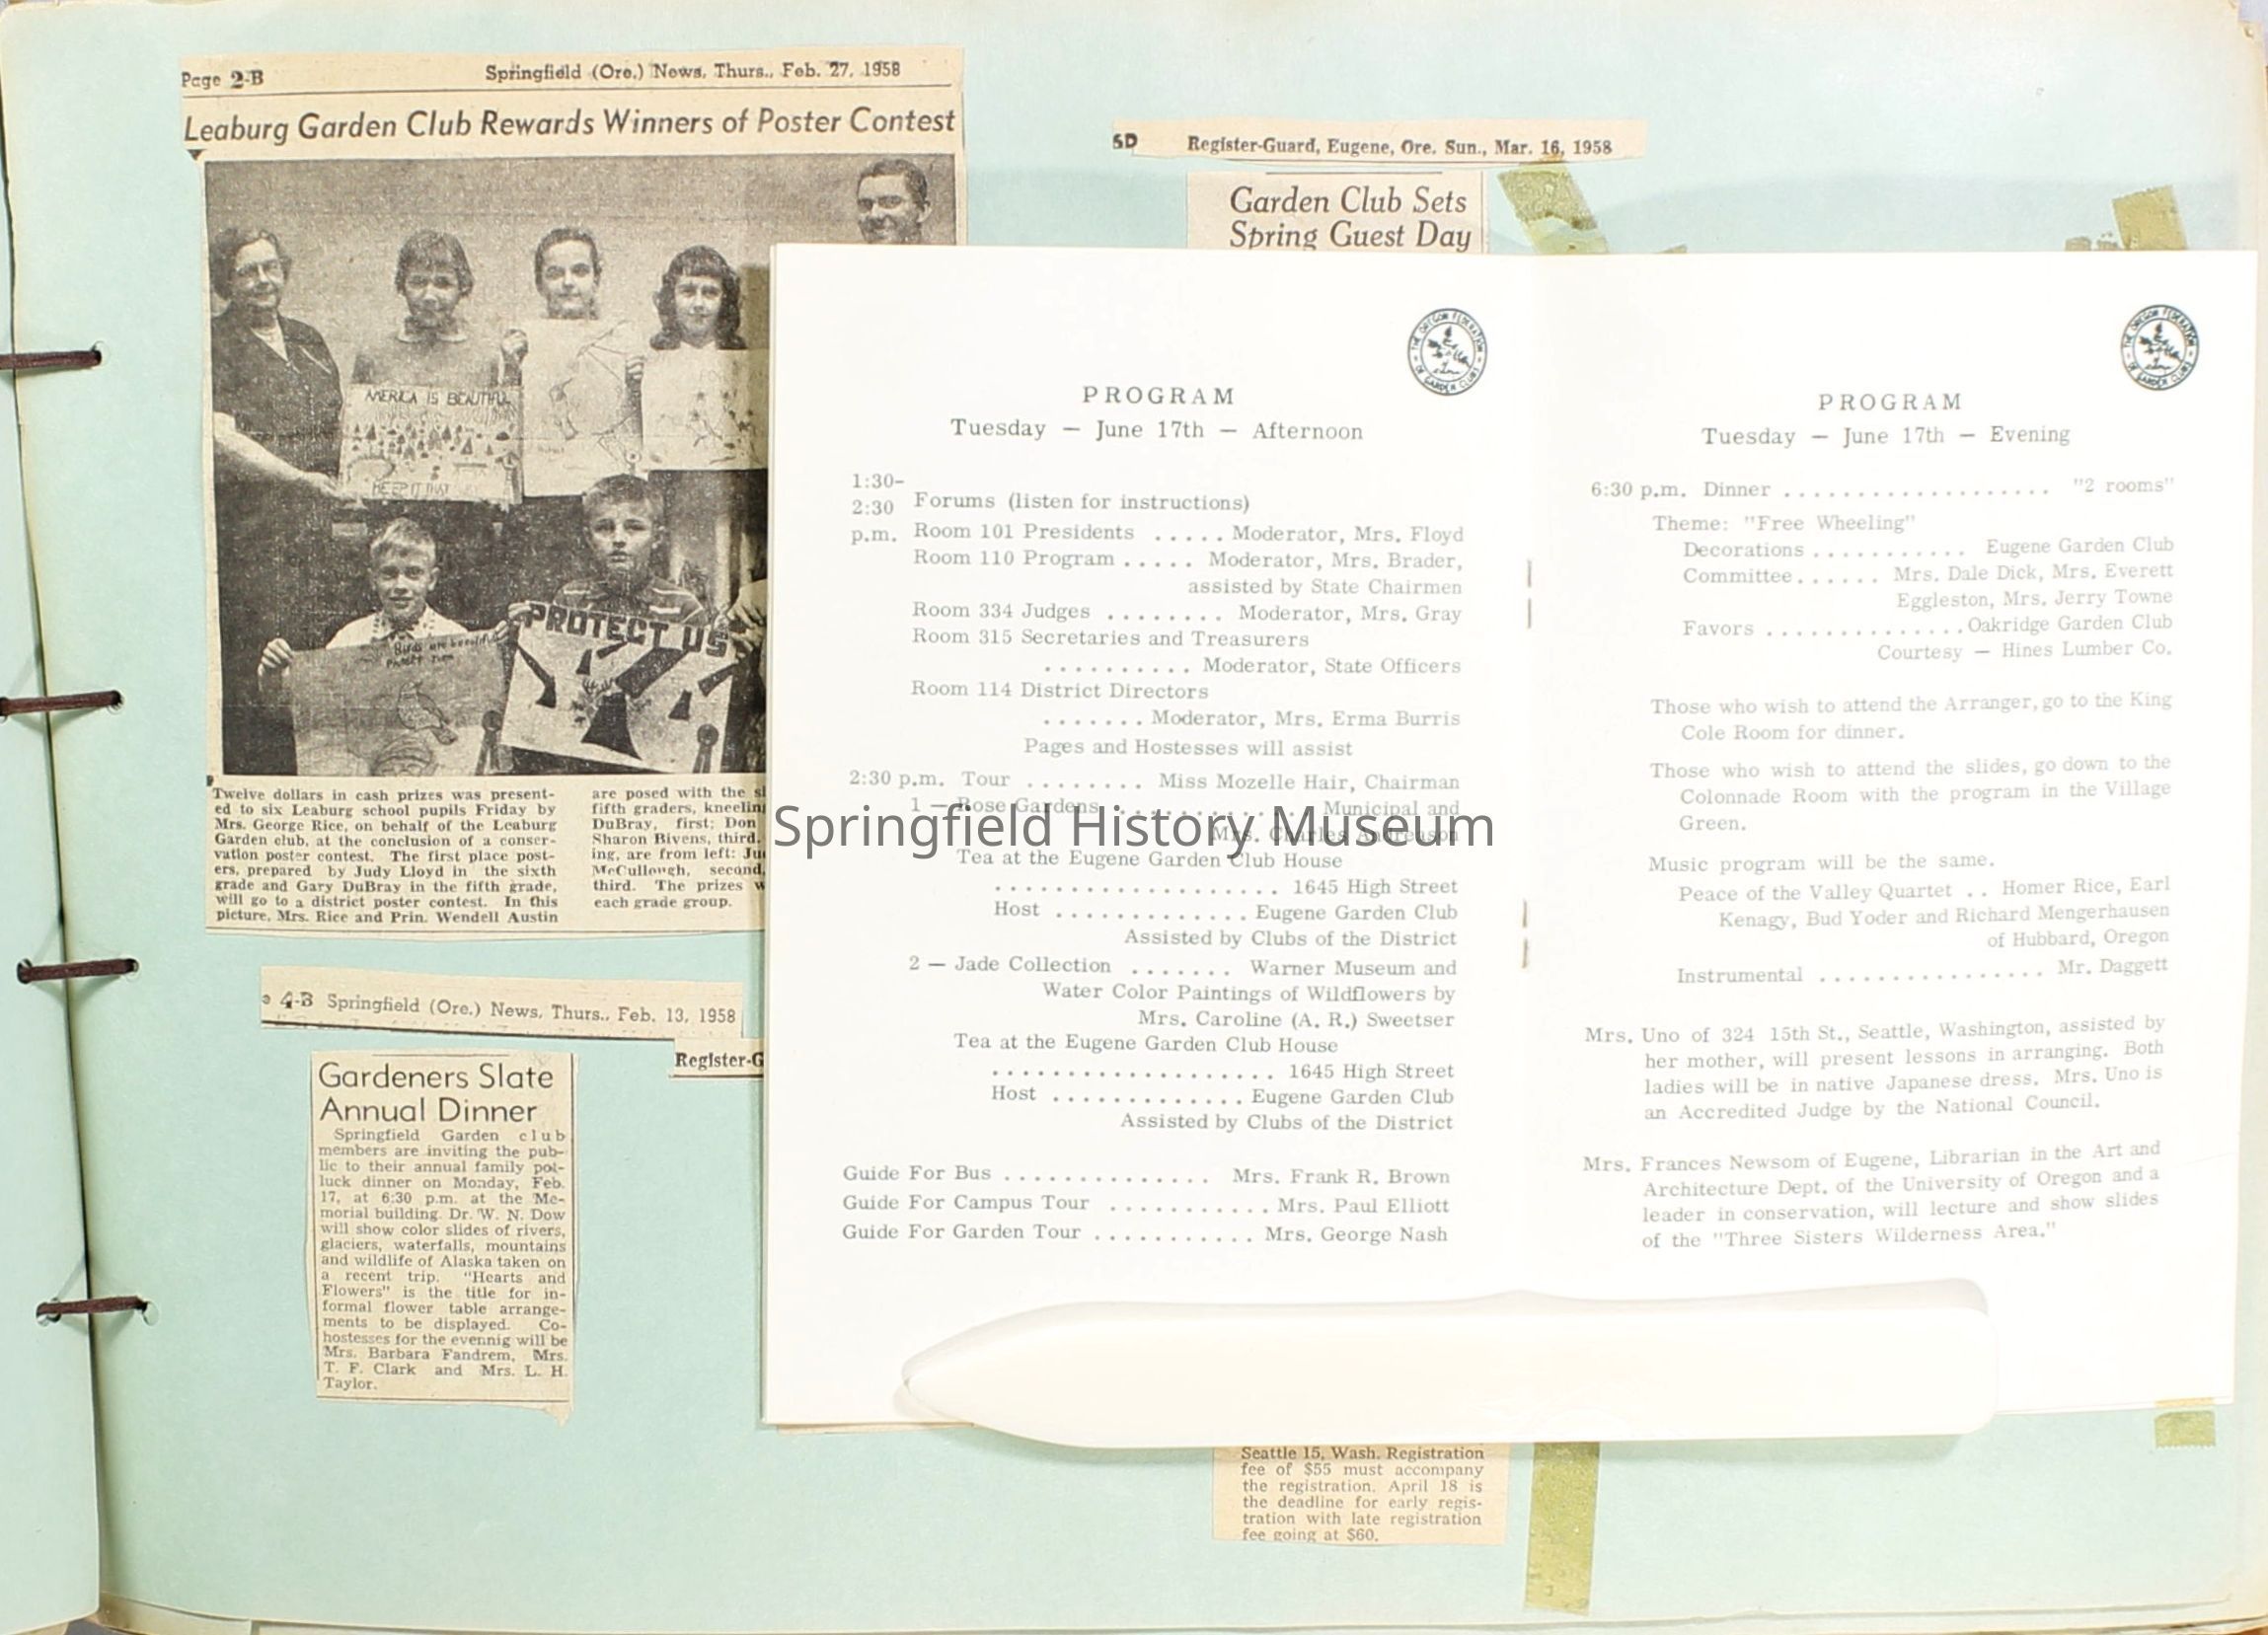 Page 2-B Springfield (Ore.) News, Thurs., Feb. 27, 1958
Leaburg Garden Club Rewards Winners of Poster Contest
AMERICA IS BEAUTIFUL
KEEP IT THAT
Birds are beautiful
Protect Them
PROTECT US
Twelve dollars in cash prizes was present-
ed to six Leaburg school pupils Friday by
Mrs. George Rice, on behalf of the Leaburg
Garden club, at the conclusion of a conser-
vation poster contest. The first place post-
ers, prepared by Judy Lloyd in the sixth
grade and Gary DuBray in the fifth grade,
will go to a district poster contest. In this
picture, Mrs. Rice and Prin. Wendell Austin
are posed with the
fifth graders,
DuBray, first; Don
Sharon Bivens, third.
ing, are from left:
McCullough, second,
third. The prizes
each grade group.
4-B Springfield (Ore.) News, Thurs., Feb. 13, 1958
Register-G
Gardeners Slate
Annual Dinner
Springfield Garden club
members are inviting the pub-
lic to their annual family pot-
luck dinner on Monday, Feb.
17, at 6:30 p.m. at the Me-
morial building. Dr. W. N. Dow
will show color slides of rivers,
glaciers, waterfalls, mountains
and wildlife of Alaska taken on
a recent trip. "Hearts and
Flowers" is the title for in-
formal flower table arrange-
ments to be displayed. Co-
hostesses for the evennig will be
Mrs. Barbara Fandrem, Mrs.
T. F. Clark and Mrs. L. H.
Taylor.
6D Register-Guard, Eugene, Ore. Sun., Mar. 16, 1958
Garden Club Sets
Spring Guest Day
THE OREGON FEDERATION OF GARDEN CLUBS
PROGRAM
Tuesday — June 17th — Afternoon
1:30-
2:30 Forums (listen for instructions)
p.m. Room 101 Presidents ..... Moderator, Mrs. Floyd
Room 110 Program ..... Moderator, Mrs. Brader,
assisted by State Chairmen
Room 334 Judges ........ Moderator, Mrs. Gray
Room 315 Secretaries and Treasurers
.......... Moderator, State Officers
Room 114 District Directors
....... Moderator, Mrs. Erma Burris
Pages and Hostesses will assist
2:30 p.m. Tour ........ Miss Mozelle Hair, Chairman
1 — Rose Gardens .............. Municipal and
Mrs. Charles Andreason
Tea at the Eugene Garden Club House
................... 1645 High Street
Host ............. Eugene Garden Club
Assisted by Clubs of the District
2 — Jade Collection ....... Warner Museum and
Water Color Paintings of Wildflowers by
Mrs. Caroline (A. R.) Sweetser
Tea at the Eugene Garden Club House
................... 1645 High Street
Host ............. Eugene Garden Club
Assisted by Clubs of the District
Guide For Bus .............. Mrs. Frank R. Brown
Guide For Campus Tour ........... Mrs. Paul Elliott
Guide For Garden Tour ........... Mrs. George Nash
THE OREGON FEDERATION OF GARDEN CLUBS
PROGRAM
Tuesday — June 17th — Evening
6:30 p.m. Dinner ................... "2 rooms"
Theme: "Free Wheeling"
Decorations ........... Eugene Garden Club
Committee...... Mrs. Dale Dick, Mrs. Everett
Eggleston, Mrs. Jerry Towne
Favors ..............Oakridge Garden Club
Courtesy — Hines Lumber Co.
Those who wish to attend the Arranger, go to the King
Cole Room for dinner.
Those who wish to attend the slides, go down to the
Colonnade Room with the program in the Village
Green.
Music program will be the same.
Peace of the Valley Quartet .. Homer Rice, Earl
Kenagy, Bud Yoder and Richard Mengerhausen
of Hubbard, Oregon
Instrumental ................ Mr. Daggett
Mrs. Uno of 324 15th St., Seattle, Washington, assisted by
her mother, will present lessons in arranging. Both
ladies will be in native Japanese dress. Mrs. Uno is
an Accredited Judge by the National Council.
Mrs. Frances Newsom of Eugene, Librarian in the Art and
Architecture Dept. of the University of Oregon and a
leader in conservation, will lecture and show slides
of the "Three Sisters Wilderness Area."
Seattle 15, Wash. Registration
fee of $55 must accompany
the registration. April 18 is
the deadline for early regis-
tration with late registration
fee going at $60.
Springfield History Museum